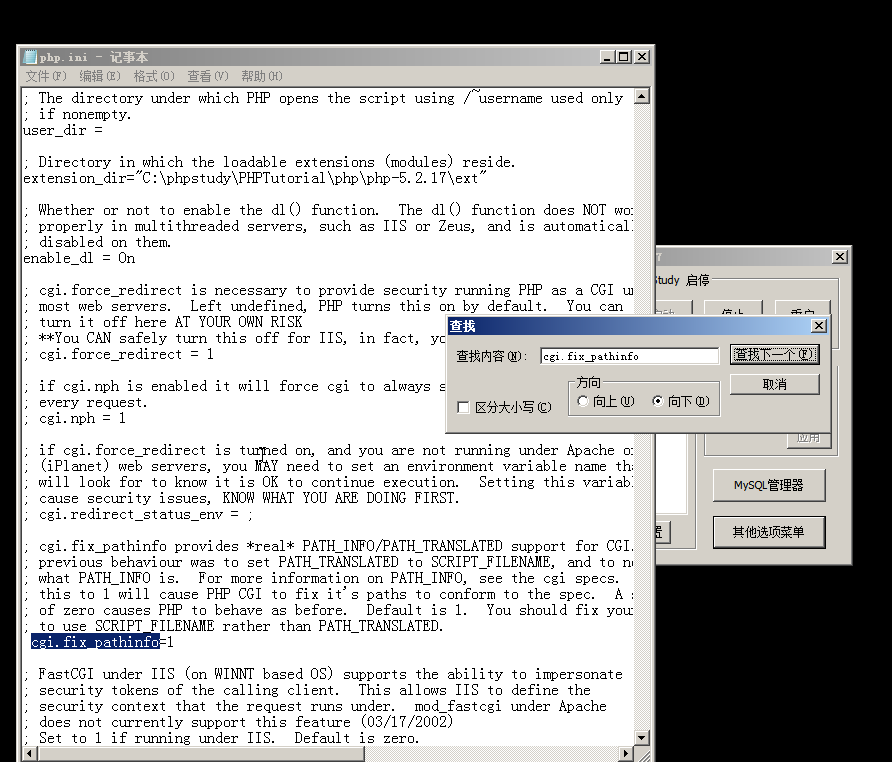 php.ini - 记事本
文件(F) 编辑(E) 格式(O) 查看(V) 帮助(H)
; The directory under which PHP opens the script using /~username used only
; if nonempty.
user_dir =
; Directory in which the loadable extensions (modules) reside.
extension_dir="C:\phpstudy\PHPTutorial\php\php-5.2.17\ext"
; Whether or not to enable the dl() function.  The dl() function does NOT wo
; properly in multithreaded servers, such as IIS or Zeus, and is automatical
; disabled on them.
enable_dl = On
; cgi.force_redirect is necessary to provide security running PHP as a CGI u
; most web servers.  Left undefined, PHP turns this on by default.  You can
; turn it off here AT YOUR OWN RISK
; **You CAN safely turn this off for IIS, in fact, yo
; cgi.force_redirect = 1
; if cgi.nph is enabled it will force cgi to always s
; every request.
; cgi.nph = 1
; if cgi.force_redirect is turned on, and you are not running under Apache o
; (iPlanet) web servers, you MAY need to set an environment variable name th
; will look for to know it is OK to continue execution.  Setting this variab
; cause security issues, KNOW WHAT YOU ARE DOING FIRST.
; cgi.redirect_status_env = ;
; cgi.fix_pathinfo provides *real* PATH_INFO/PATH_TRANSLATED support for CGI.
; previous behaviour was to set PATH_TRANSLATED to SCRIPT_FILENAME, and to n
; what PATH_INFO is.  For more information on PATH_INFO, see the cgi specs.
; this to 1 will cause PHP CGI to fix it's paths to conform to the spec.  A s
; of zero causes PHP to behave as before.  Default is 1.  You should fix your
; to use SCRIPT_FILENAME rather than PATH_TRANSLATED.
cgi.fix_pathinfo=1
; FastCGI under IIS (on WINNT based OS) supports the ability to impersonate
; security tokens of the calling client.  This allows IIS to define the
; security context that the request runs under.  mod_fastcgi under Apache
; does not currently support this feature (03/17/2002)
; Set to 1 if running under IIS.  Default is zero.
Study 启停
停止
重启
查找
查找内容(N):
cgi.fix_pathinfo
查找下一个(F)
方向
取消
区分大小写(C)
向上(U)
向下(D)
应用
MySQL管理器
置
其他选项菜单